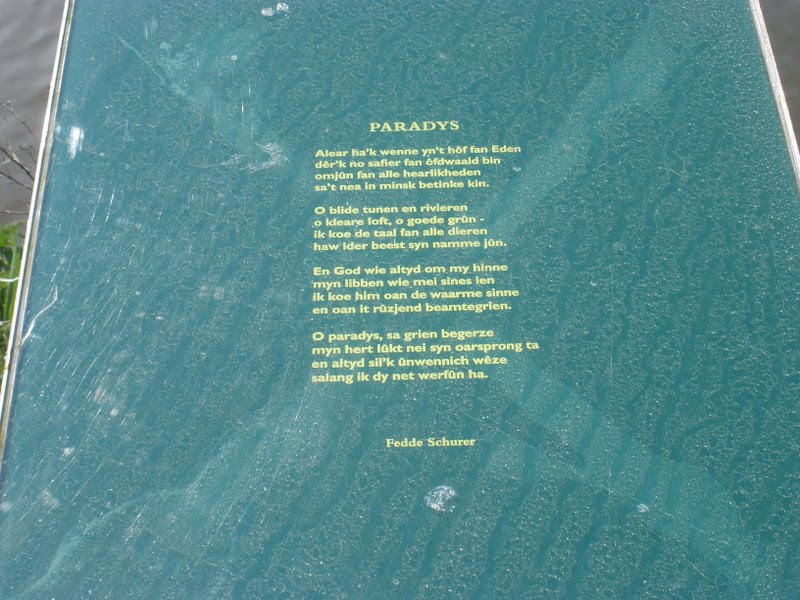 PARADYS
Alear ha'k wenne yn't hôf fan Eden
dêr'k no safier fan ôfdwaald bin
omjûn fan alle hearlikheden
sa't nea in minsk betinke kin.
O blide tunen en rivieren
o kleare loft, o goede grûn -
ik koe de taal fan alle dieren
haw ider beest syn namme jûn.
En God wie altyd om my hinne
myn libben wie mei sines ien
ik koe him oan de waarme sinne
en oan it rûzjend beamtegrien.
O paradys, sa grien begerze
myn hert lûkt nei syn oarsprong ta
en altyd sil'k ûnwennich wêze
salang ik dy net werfûn ha.
Fedde Schurer